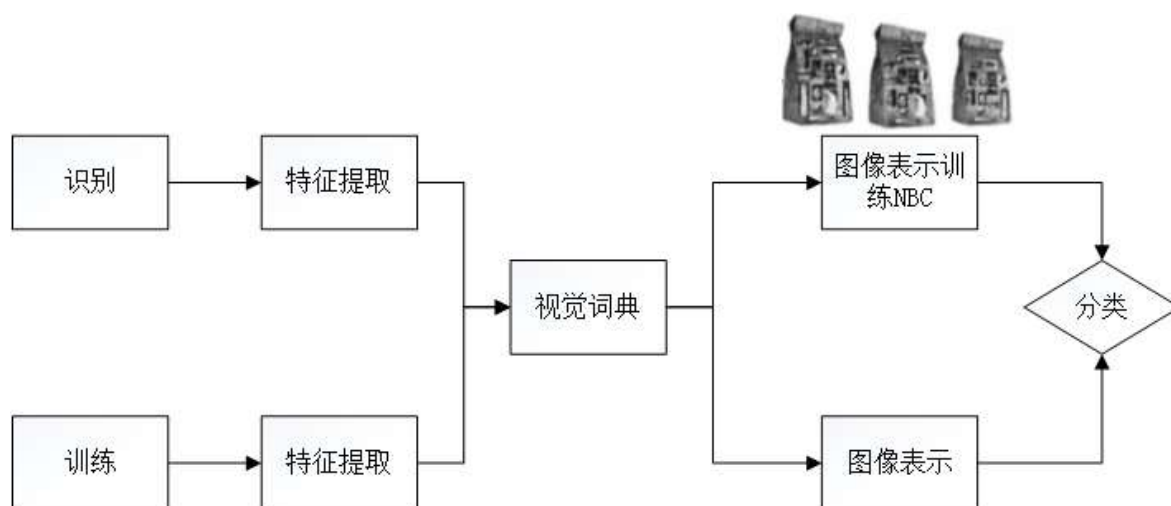 识别
特征提取
图像表示训
练NBC
视觉词典
分类
训练
特征提取
图像表示